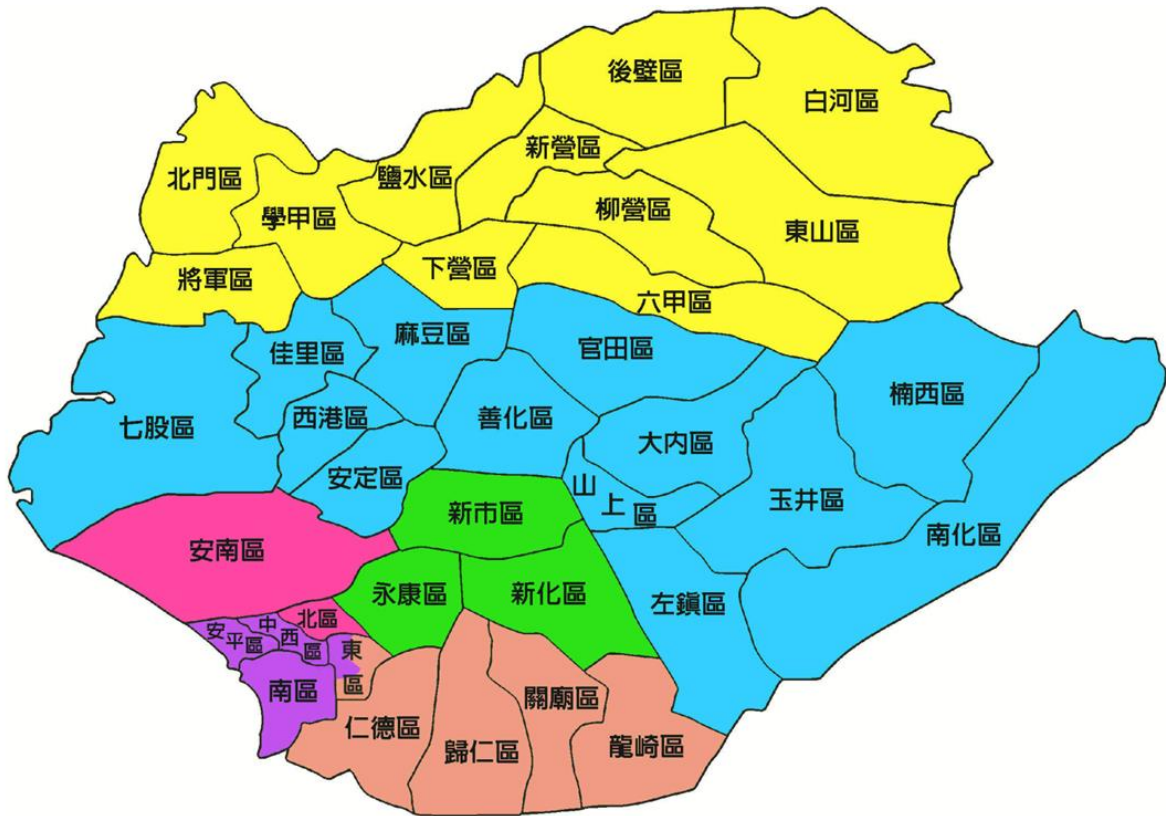 後壁區
白河區
新營區
北門區
鹽水區
學甲區
柳營區
東山區
下營區
將軍區
六甲區
麻豆區
佳里區
官田區
楠西區
西港區
七股區
善化區
大內區
安定區
山上區
玉井區
新市區
南化區
安南區
永康區
新化區
左鎮區
北區
安平區
中西區
東區
南區
關廟區
仁德區
歸仁區
龍崎區